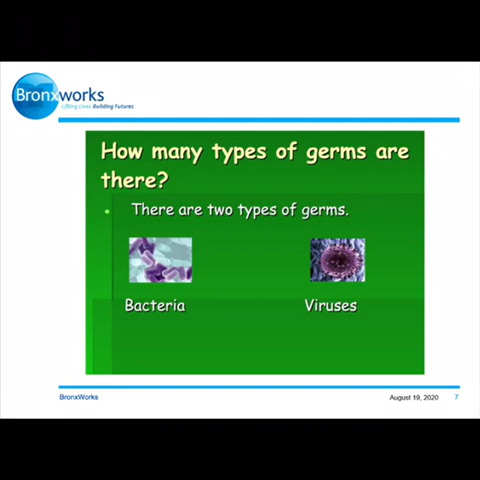 Bronxworks
Lifting Lives Building Futures
How many types of germs are
there?
• There are two types of germs.
Bacteria Viruses
BronxWorks August 19, 2020 7